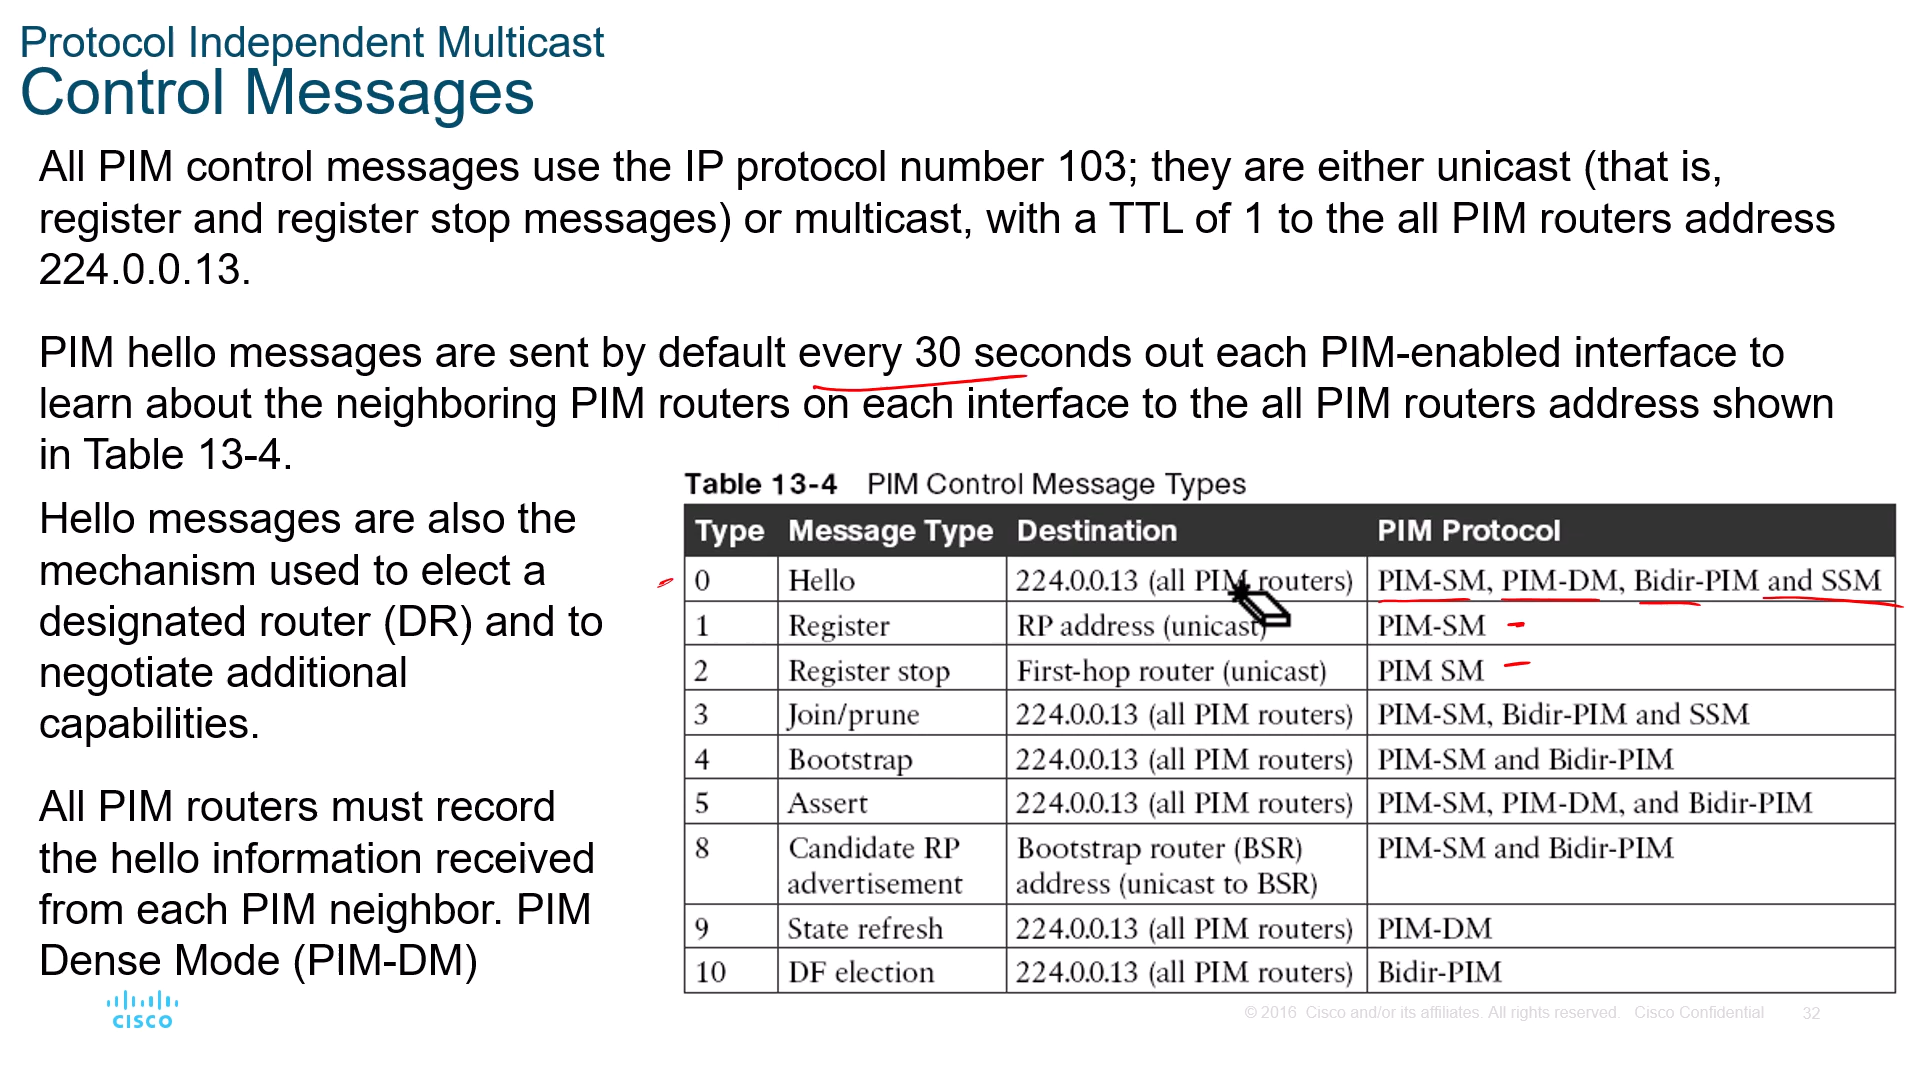 Protocol Independent Multicast
Control Messages
All PIM control messages use the IP protocol number 103; they are either unicast (that is,
register and register stop messages) or multicast, with a TTL of 1 to the all PIM routers address
224.0.0.13.
PIM hello messages are sent by default every 30 seconds out each PIM-enabled interface to
learn about the neighboring PIM routers on each interface to the all PIM routers address shown
in Table 13-4.
Hello messages are also the
mechanism used to elect a
designated router (DR) and to
negotiate additional
capabilities.
All PIM routers must record
the hello information received
from each PIM neighbor. PIM
Dense Mode (PIM-DM)
Table 13-4 PIM Control Message Types
Type Message Type Destination PIM Protocol
0 Hello 224.0.0.13 (all PIM routers) PIM-SM, PIM-DM, Bidir-PIM and SSM
1 Register RP address (unicast) PIM-SM
2 Register stop First-hop router (unicast) PIM SM
3 Join/prune 224.0.0.13 (all PIM routers) PIM-SM, Bidir-PIM and SSM
4 Bootstrap 224.0.0.13 (all PIM routers) PIM-SM and Bidir-PIM
5 Assert 224.0.0.13 (all PIM routers) PIM-SM, PIM-DM, and Bidir-PIM
8 Candidate RP Bootstrap router (BSR) PIM-SM and Bidir-PIM
advertisement address (unicast to BSR)
9 State refresh 224.0.0.13 (all PIM routers) PIM-DM
10 DF election 224.0.0.13 (all PIM routers) Bidir-PIM
CISCO
© 2016 Cisco and/or its affiliates. All rights reserved. Cisco Confidential 32